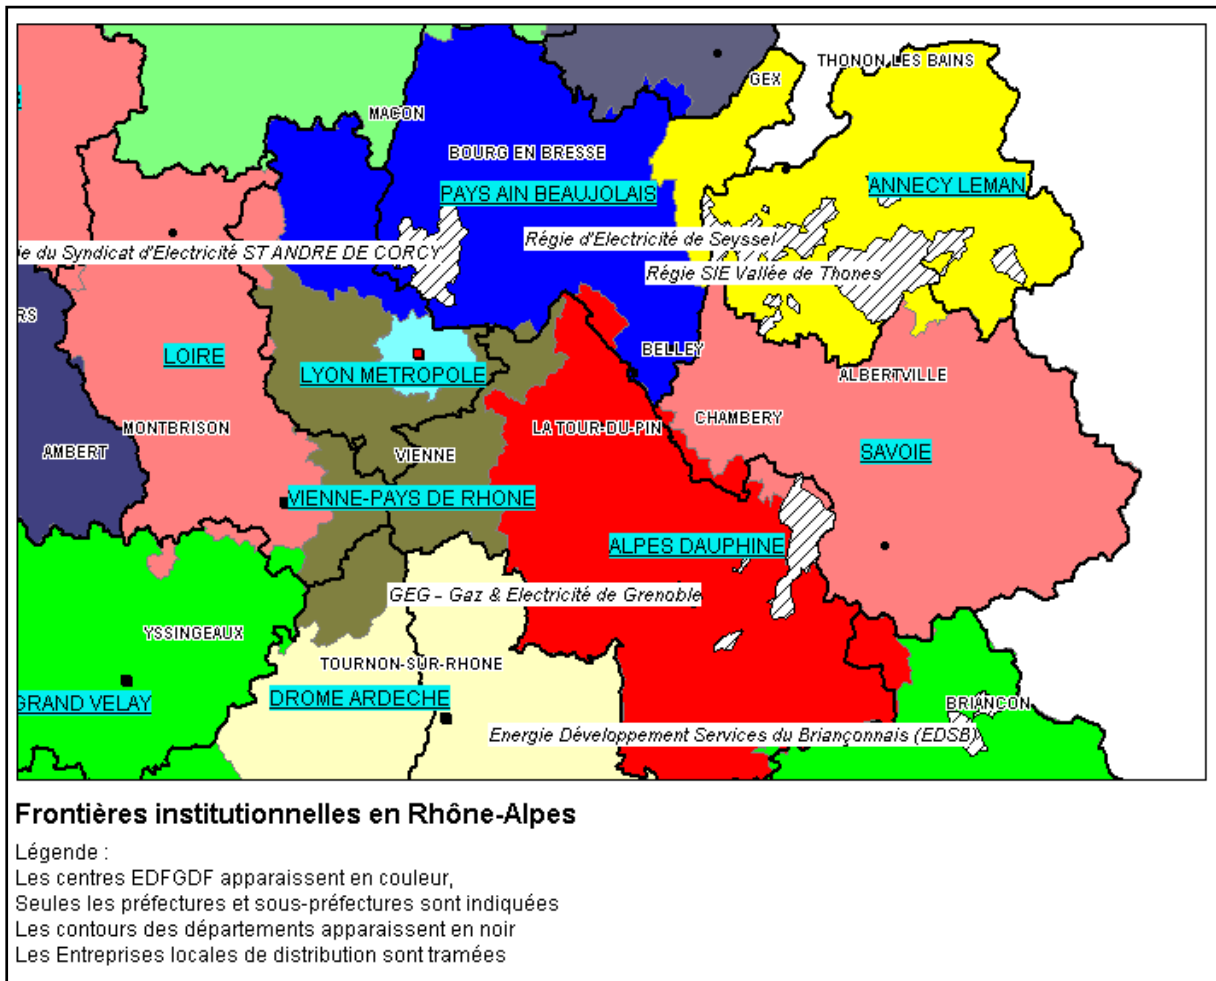 THONON LES BAINS
GEX
MACON
BOURG EN BRESSE
PAYS AIN BEAUJOLAIS
ANNECY LEMAN
Régie d'Electricité de Seyssel
ie du Syndicat d'Electricité ST ANDRE DE CORCY
Régie SIE Vallée de Thones
RS
LOIRE
BELLEY
LYON METROPOLE
ALBERTVILLE
CHAMBERY
MONTBRISON
LA TOUR-DU-PIN
AMBERT
VIENNE
SAVOIE
VIENNE-PAYS DE RHONE
ALPES DAUPHINE
GEG - Gaz & Electricité de Grenoble
YSSINGEAUX
TOURNON-SUR-RHONE
GRAND VELAY
DROME ARDECHE
BRIANCON
Energie Développement Services du Briançonnais (EDSB)
Frontières institutionnelles en Rhône-Alpes
Légende :
Les centres EDFGDF apparaissent en couleur,
Seules les préfectures et sous-préfectures sont indiquées
Les contours des départements apparaissent en noir
Les Entreprises locales de distribution sont tramées